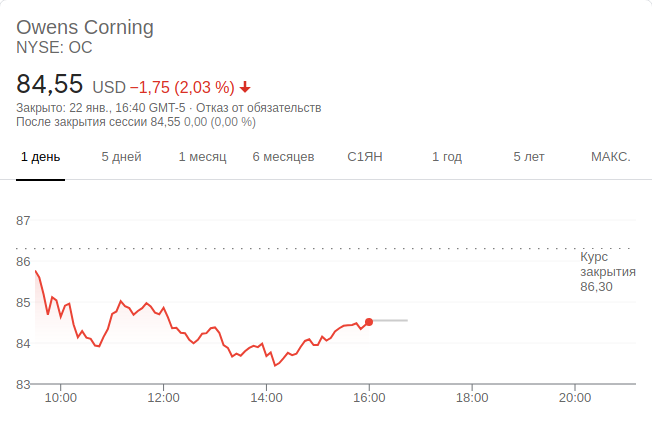 Owens Corning
NYSE: OC
84,55 USD −1,75 (2,03 %)
Закрыто: 22 янв., 16:40 GMT-5 · Отказ от обязательств
После закрытия сессии 84,55 0,00 (0,00 %)
1 день 5 дней 1 месяц 6 месяцев С1ЯН 1 год 5 лет МАКС.
87
86
85
84
83
Курс
закрытия
86,30
10:00 12:00 14:00 16:00 18:00 20:00